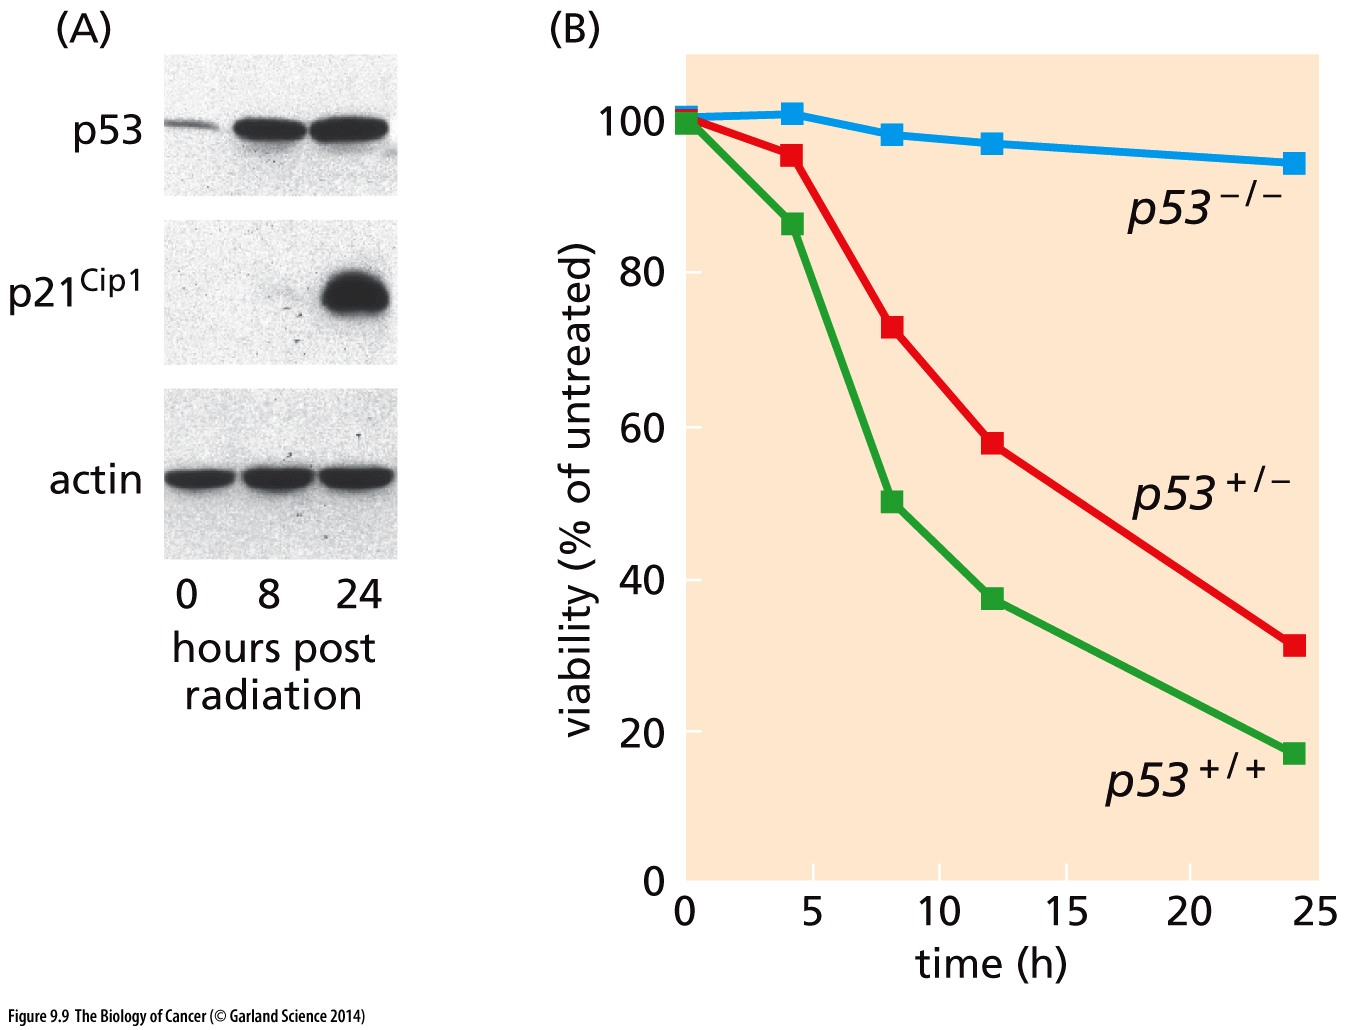 (A)
p53
p21Cip1
actin
0 8 24
hours post
radiation
(B)
viability (% of untreated)
100
80
60
40
20
0
0 5 10 15 20 25
time (h)
p53 −/−
p53 +/−
p53 +/+
Figure 9.9 The Biology of Cancer (© Garland Science 2014)